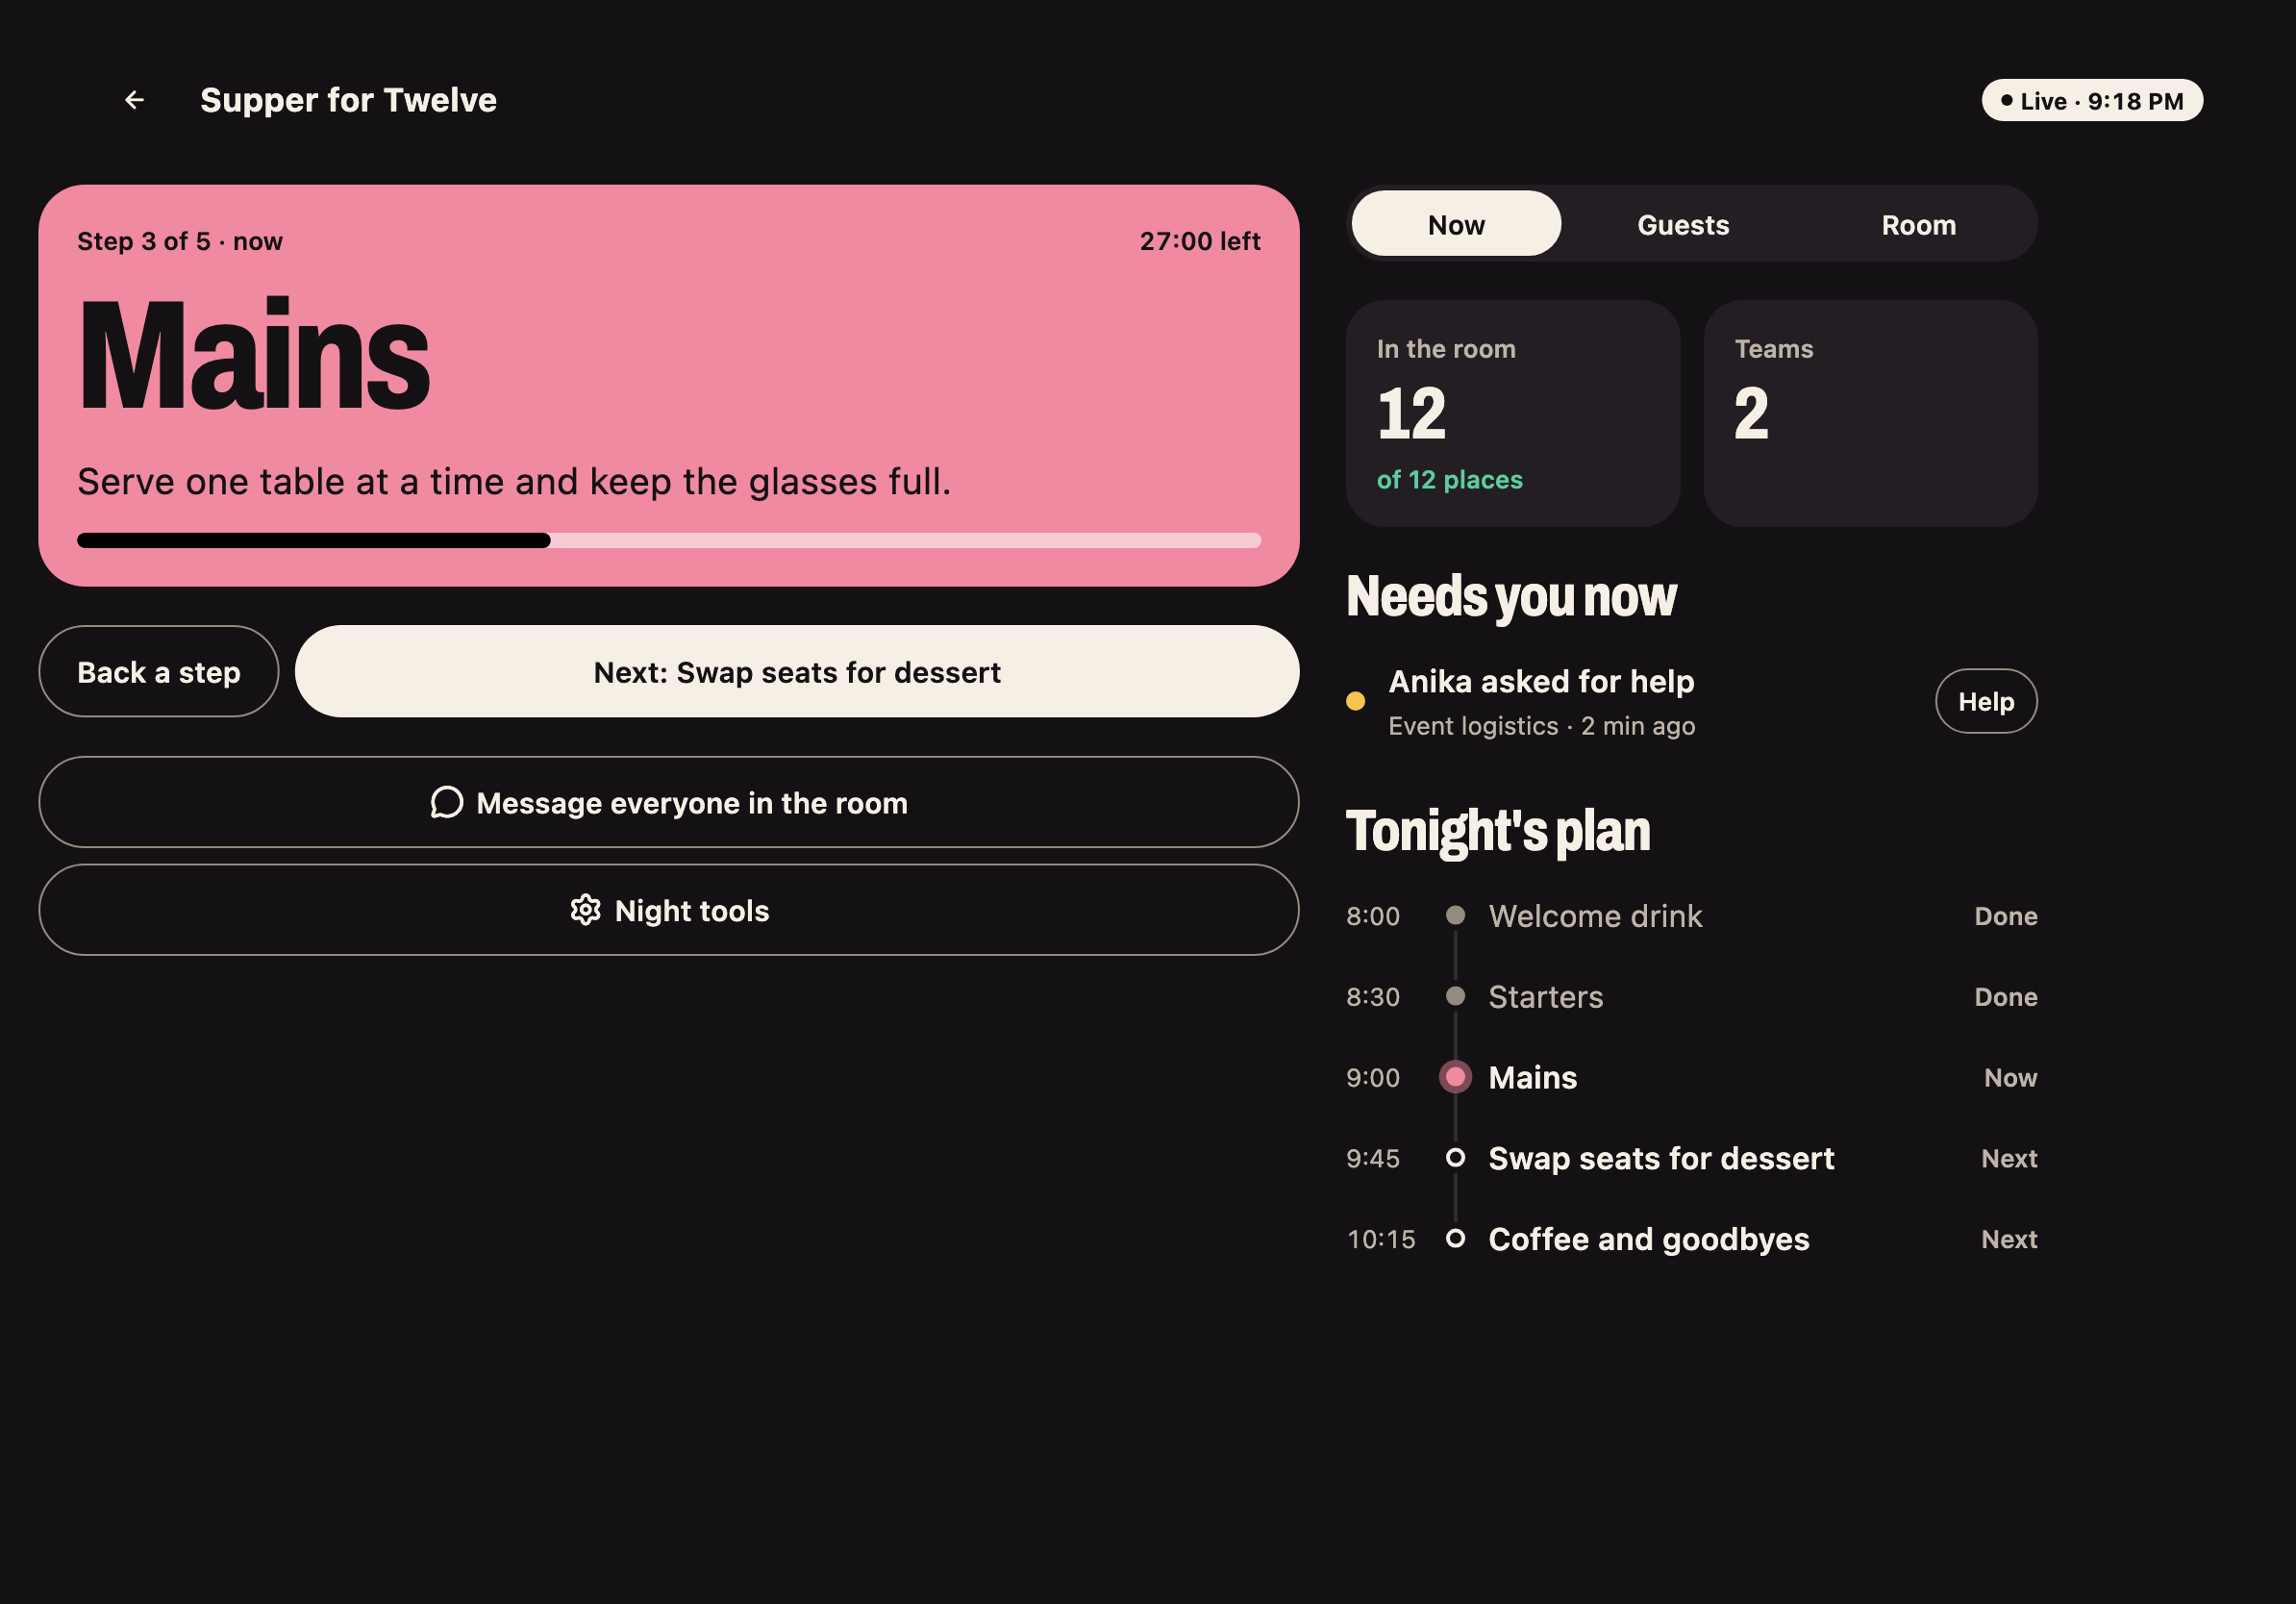 Supper for Twelve
Live · 9:18 PM
Step 3 of 5 · now
27:00 left
Mains
Serve one table at a time and keep the glasses full.
Back a step
Next: Swap seats for dessert
Message everyone in the room
Night tools
Now
Guests
Room
In the room
12
of 12 places
Teams
2
Needs you now
Anika asked for help
Event logistics · 2 min ago
Help
Tonight's plan
8:00 Welcome drink Done
8:30 Starters Done
9:00 Mains Now
9:45 Swap seats for dessert Next
10:15 Coffee and goodbyes Next